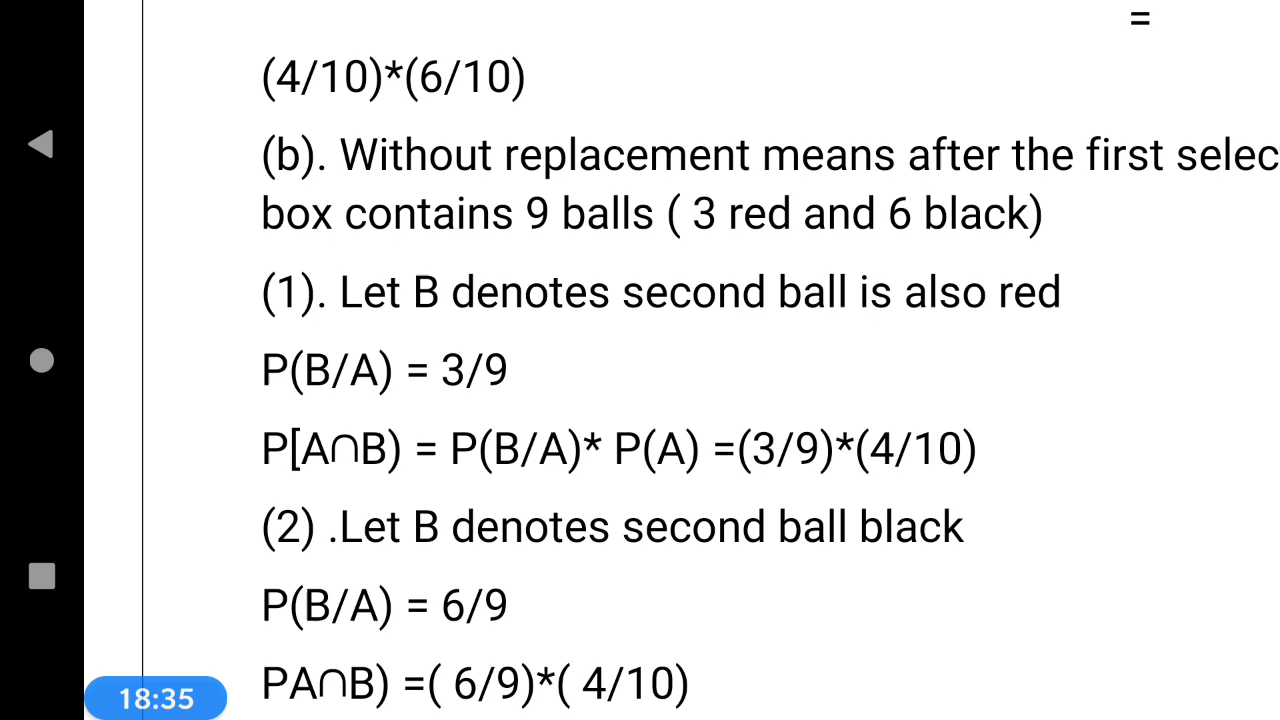 =
(4/10)*(6/10)
(b). Without replacement means after the first selec
box contains 9 balls ( 3 red and 6 black)
(1). Let B denotes second ball is also red
P(B/A) = 3/9
P[A∩B) = P(B/A)* P(A) =(3/9)*(4/10)
(2) .Let B denotes second ball black
P(B/A) = 6/9
PA∩B) =( 6/9)*( 4/10)
18:35